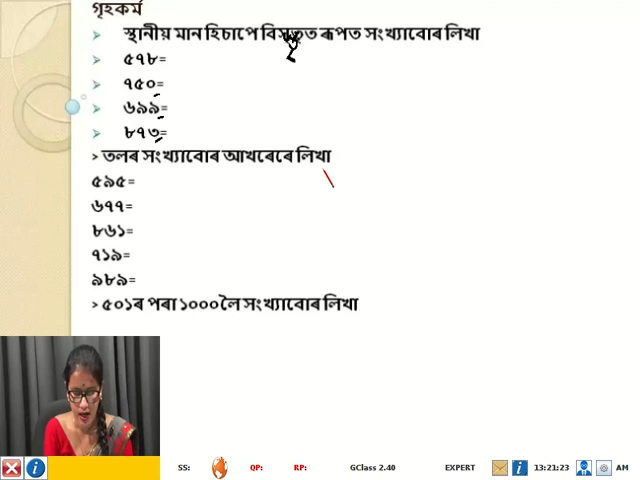 গৃহকৰ্ম
স্থানীয় মান হিচাপে বিস্তৃত ৰূপত সংখ্যাবোৰ লিখা
৫৭৮=
৭৫০=
৬৯৯=
৮৭৩=
> তলৰ সংখ্যাবোৰ আখৰেৰে লিখা
৫৯৫=
৬৭৭=
৮৬১=
৭১৯=
৯৮৯=
> ৫০১ৰ পৰা ১০০০ লৈ সংখ্যাবোৰ লিখা
SS: QP: RP: GClass 2.40 EXPERT 13:21:23 AM